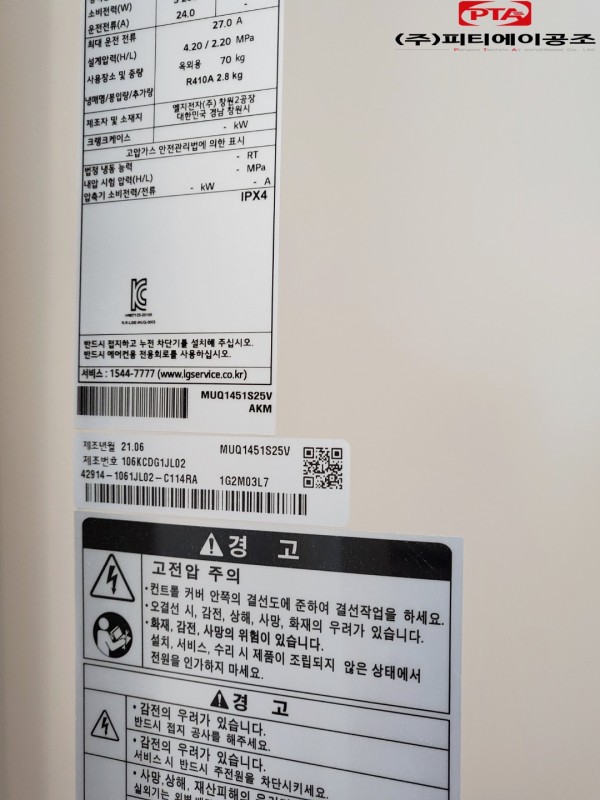 PTA
(주)피티에이공조
소비전력(W)
운전전류(A) 24.0
최대 운전 전류 27.0 A
설계압력(H/L) 4.20 / 2.20 MPa
사용장소 및 중량 옥외용 70 kg
냉매명/봉입량/추가량 R410A 2.8 kg
제조자 및 소재지 엘지전자(주) 창원2공장
대한민국 경남 창원시
크랭크케이스 - kW
고압가스 안전관리법에 의한 표시
법정 냉동 능력 - RT
내압 시험 압력(H/L) - MPa
압축기 소비전력/전류 - kW - A
IPX4
반드시 접지하고 누전 차단기를 설치해 주십시오.
반드시 에어컨용 전용회로를 사용하십시오.
서비스 : 1544-7777 (www.lgservice.co.kr)
MUQ1451S25V
AKM
제조년월 21.06 MUQ1451S25V
제조번호 106KCDG1JL02
42914-1061JL02-C114RA 1G2M03L7
경 고
고전압 주의
•컨트롤 커버 안쪽의 결선도에 준하여 결선작업을 하세요.
•오결선 시, 감전, 상해, 사망, 화재의 우려가 있습니다.
•화재, 감전, 사망의 위험이 있습니다.
설치, 서비스, 수리 시 제품이 조립되지 않은 상태에서
전원을 인가하지 마세요.
경 고
•감전의 우려가 있습니다.
반드시 접지 공사를 해주세요.
•감전의 우려가 있습니다.
서비스 시 반드시 주전원을 차단시키세요.
•사망,상해, 재산피해의 우려가
실외기는